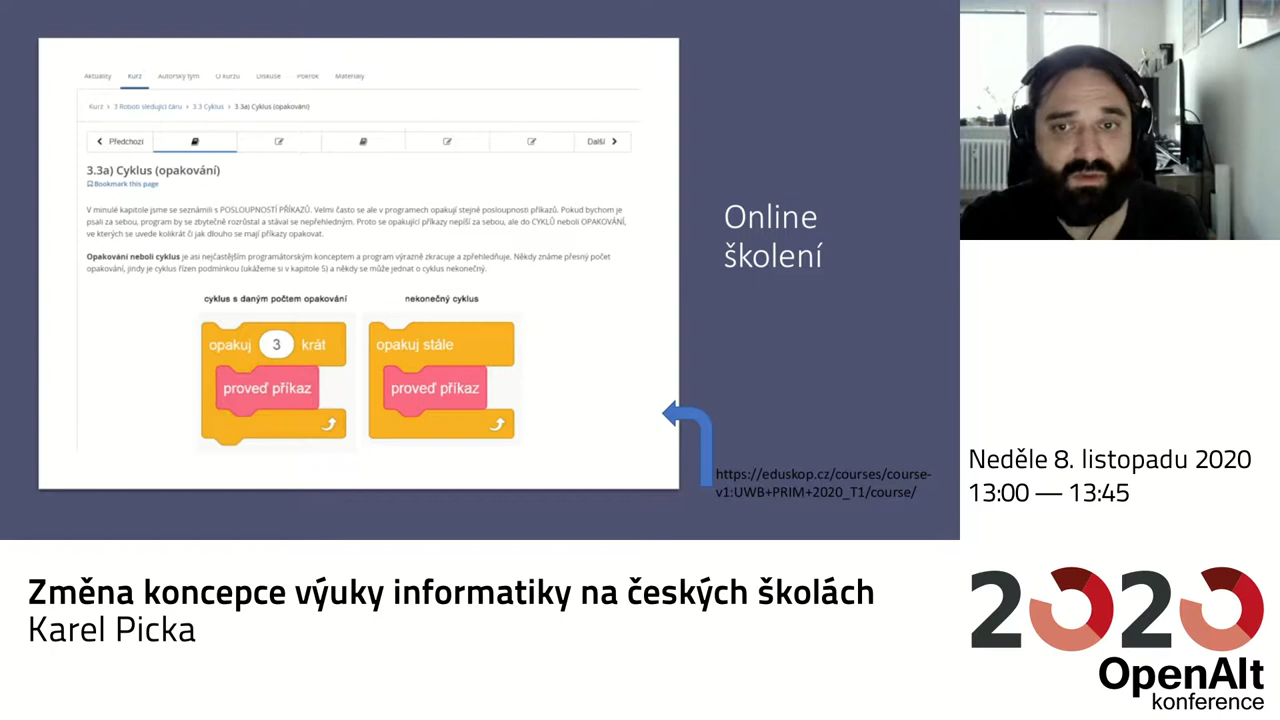 Aktuality Kurz Autorský tým O kurzu Diskuse Pokrok Materiály
Kurz > 3 Roboti sledující čáru > 3.3 Cyklus > 3.3a) Cyklus (opakování)
Předchozí Další
3.3a) Cyklus (opakování)
Bookmark this page
V minulé kapitole jsme se seznámili s POSLOUPNOSTÍ PŘÍKAZŮ. Velmi často se ale v programech opakují stejné posloupnosti příkazů. Pokud bychom je
psali za sebou, program by se zbytečně rozrůstal a stával se nepřehledným. Proto se opakující příkazy nepíší za sebou, ale do CYKLŮ neboli OPAKOVÁNÍ,
ve kterých se uvede kolikrát či jak dlouho se mají příkazy opakovat.
Opakování neboli cyklus je asi nejčastějším programátorským konceptem a program výrazně zkracuje a zpřehledňuje. Někdy známe přesný počet
opakování, jindy je cyklus řízen podmínkou (ukážeme si v kapitole 5) a někdy se může jednat o cyklus nekonečný.
cyklus s daným počtem opakování nekonečný cyklus
opakuj 3 krát opakuj stále
proveď příkaz proveď příkaz
Online
školení
https://eduskop.cz/courses/course-
v1:UWB+PRIM+2020_T1/course/
Neděle 8. listopadu 2020
13:00 — 13:45
Změna koncepce výuky informatiky na českých školách
Karel Picka
2020
OpenAlt
konference